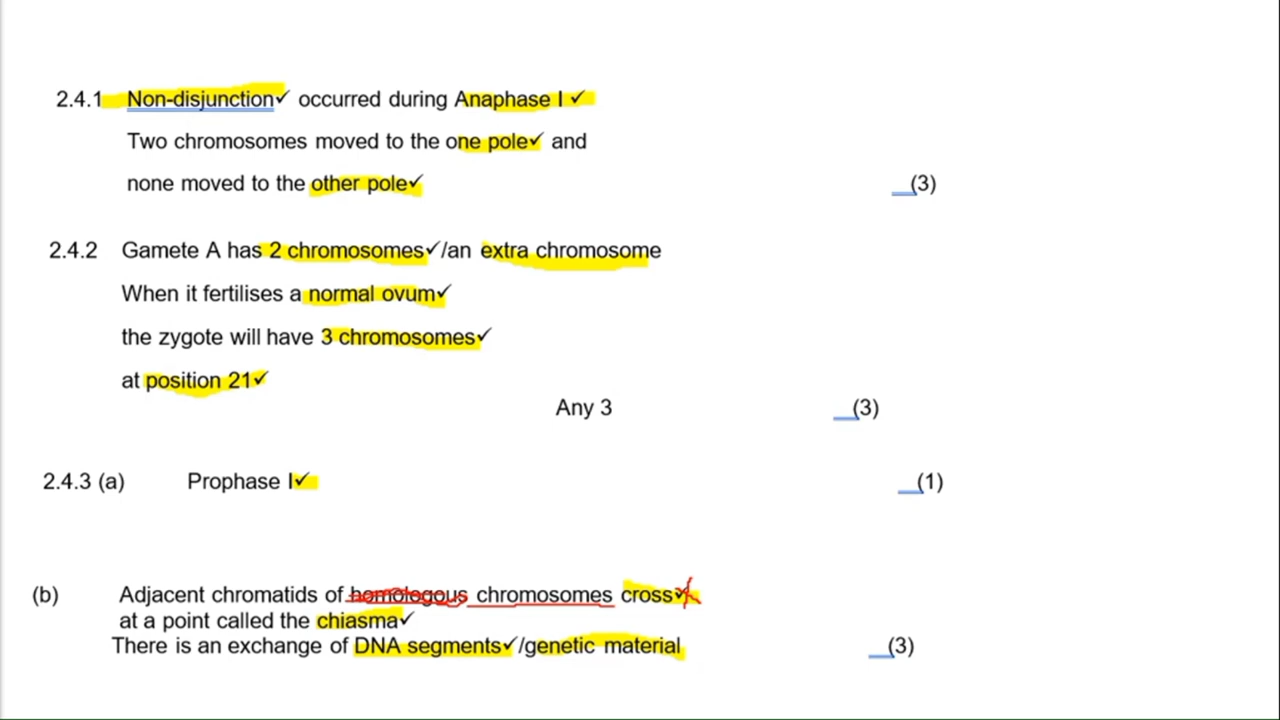 2.4.1 Non-disjunction✓ occurred during Anaphase I ✓
Two chromosomes moved to the one pole✓ and
none moved to the other pole✓ __(3)
2.4.2 Gamete A has 2 chromosomes✓/an extra chromosome
When it fertilises a normal ovum✓
the zygote will have 3 chromosomes✓
at position 21✓
Any 3 __(3)
2.4.3 (a) Prophase I✓ __(1)
(b) Adjacent chromatids of homologous chromosomes cross✓
at a point called the chiasma✓
There is an exchange of DNA segments✓/genetic material __(3)